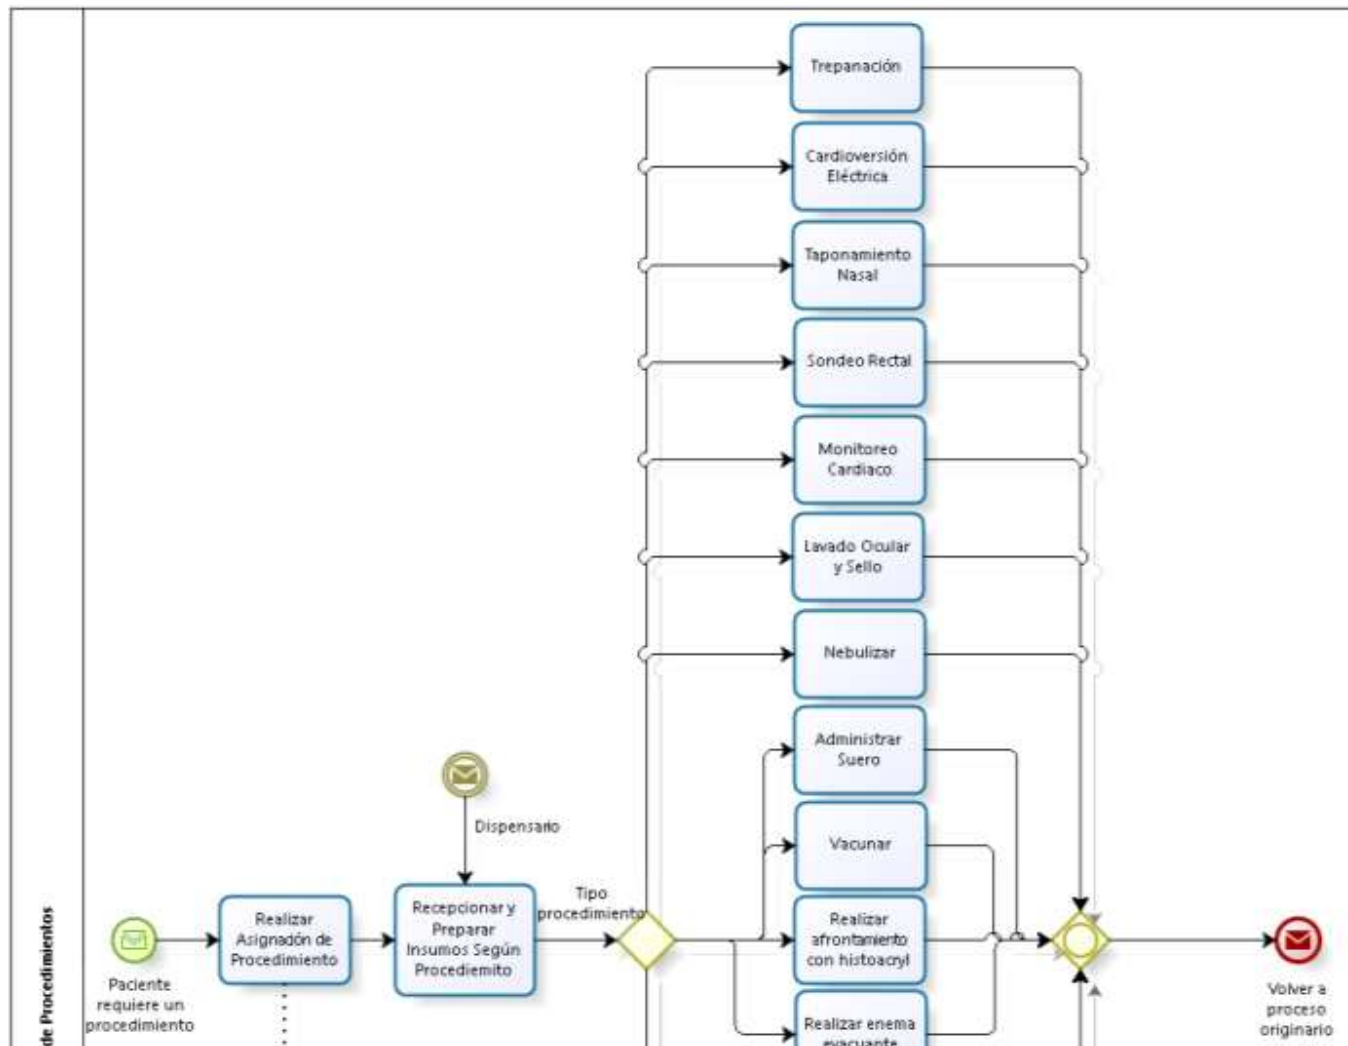 Trepanación
Cardioversión
Eléctrica
Taponamiento
Nasal
Sondeo Rectal
Monitoreo
Cardiaco
Lavado Ocular
y Sello
Nebulizar
Administrar
Suero
Dispensario
Vacunar
Tipo
procedimiento
Recepcionar y
Preparar
Insumos Según
Procediemito
Realizar
Asignación de
Procedimiento
Realizar
afrontamiento
con histoacryl
Paciente
requiere un
procedimiento
Volver a
proceso
originario
Realizar enema
evacuante
de Procedimientos